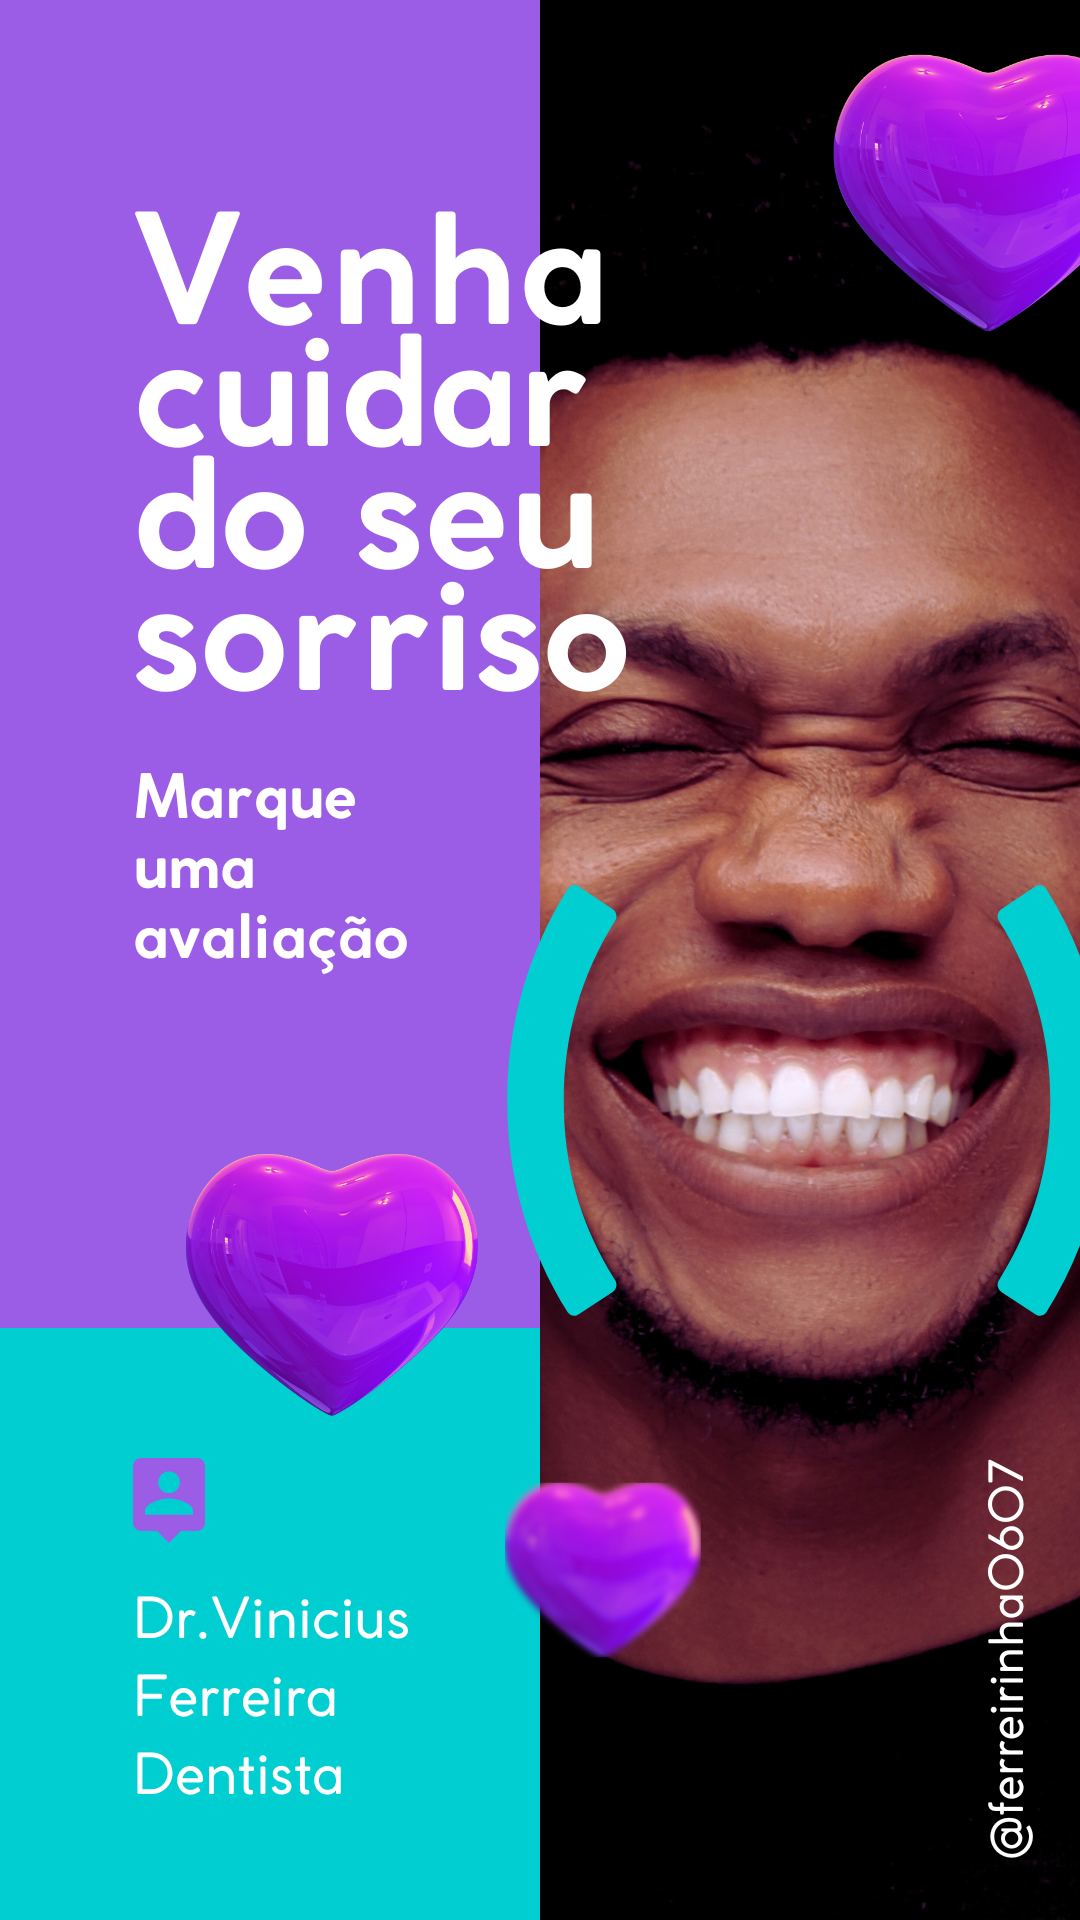 Venha
cuidar
do seu
sorriso
Marque
uma
avaliação
Dr.Vinicius
Ferreira
Dentista
@ferreirinha0607